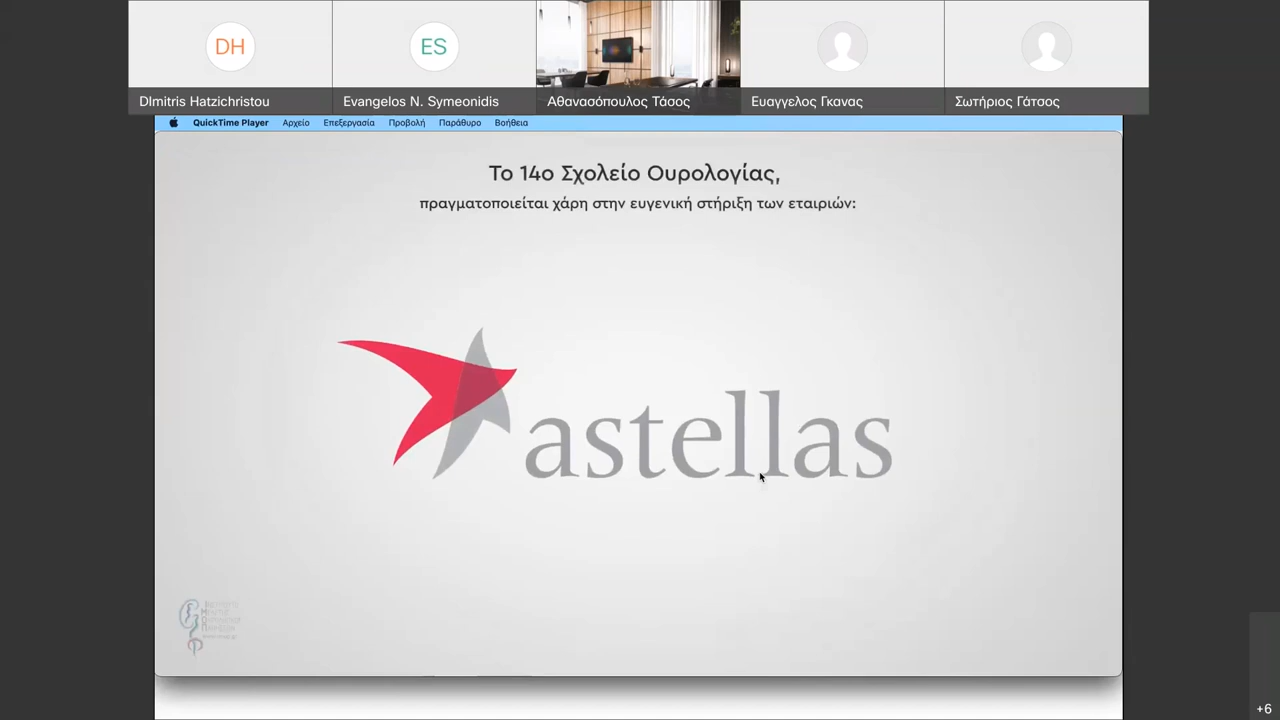 DH
ES
DImitris Hatzichristou
Evangelos N. Symeonidis
Αθανασόπουλος Τάσος
Ευαγγελος Γκανας
Σωτήριος Γάτσος
QuickTime Player Αρχείο Επεξεργασία Προβολή Παράθυρο Βοήθεια
Το 14ο Σχολείο Ουρολογίας,
πραγματοποιείται χάρη στην ευγενική στήριξη των εταιριών:
astellas
+6